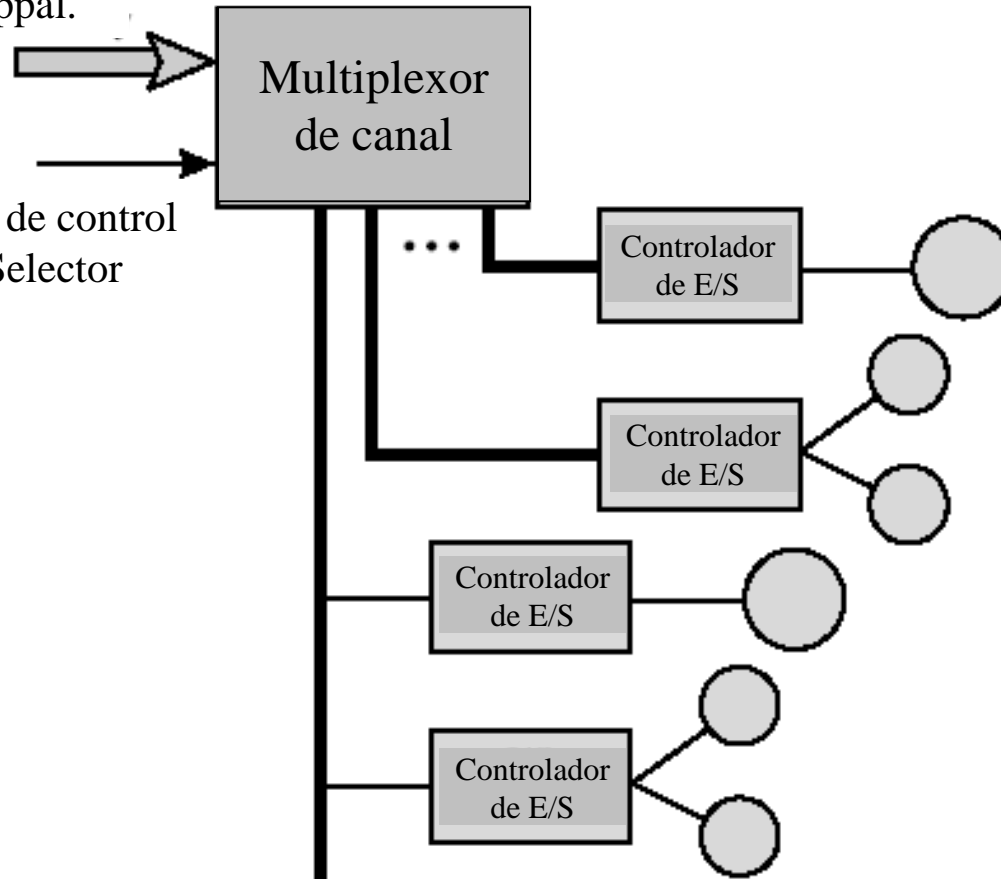 ppal.
Multiplexor
de canal
de control
Selector
Controlador
de E/S
Controlador
de E/S
Controlador
de E/S
Controlador
de E/S